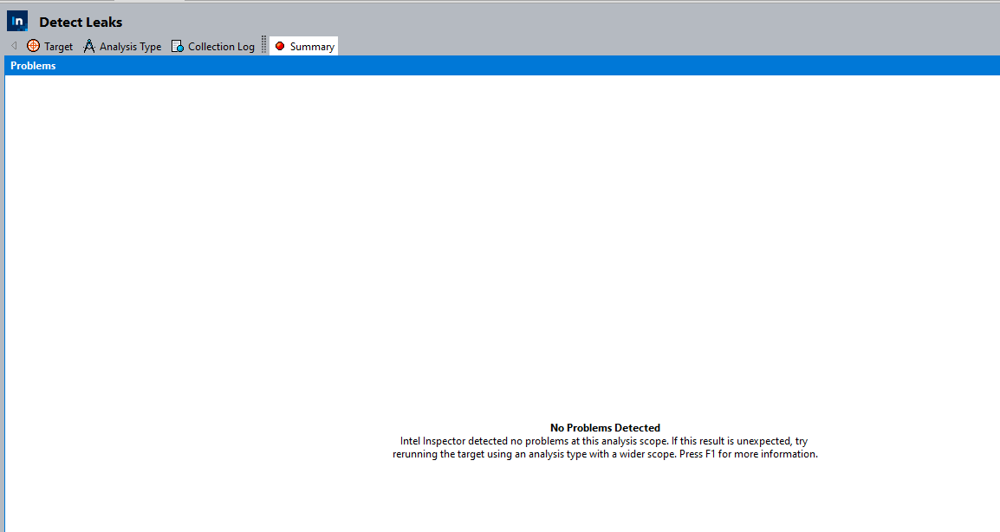 In
Detect Leaks
Target
Analysis Type
Collection Log
Summary
Problems
No Problems Detected
Intel Inspector detected no problems at this analysis scope. If this result is unexpected, try
rerunning the target using an analysis type with a wider scope. Press F1 for more information.